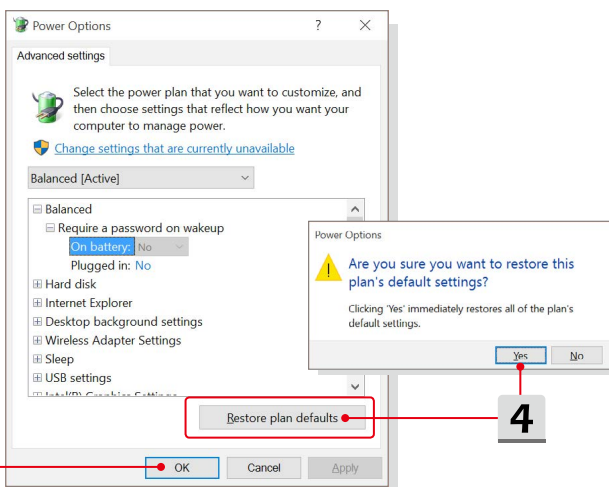 Power Options
Advanced settings
Select the power plan that you want to customize, and
then choose settings that reflect how you want your
computer to manage power.
Change settings that are currently unavailable
Balanced [Active]
Balanced
Require a password on wakeup
On battery: No
Plugged in: No
Hard disk
Internet Explorer
Desktop background settings
Wireless Adapter Settings
Sleep
USB settings
Intel(R) Graphics Settings
Restore plan defaults
OK Cancel Apply
Power Options
Are you sure you want to restore this
plan's default settings?
Clicking 'Yes' immediately restores all of the plan's
default settings.
Yes No
4